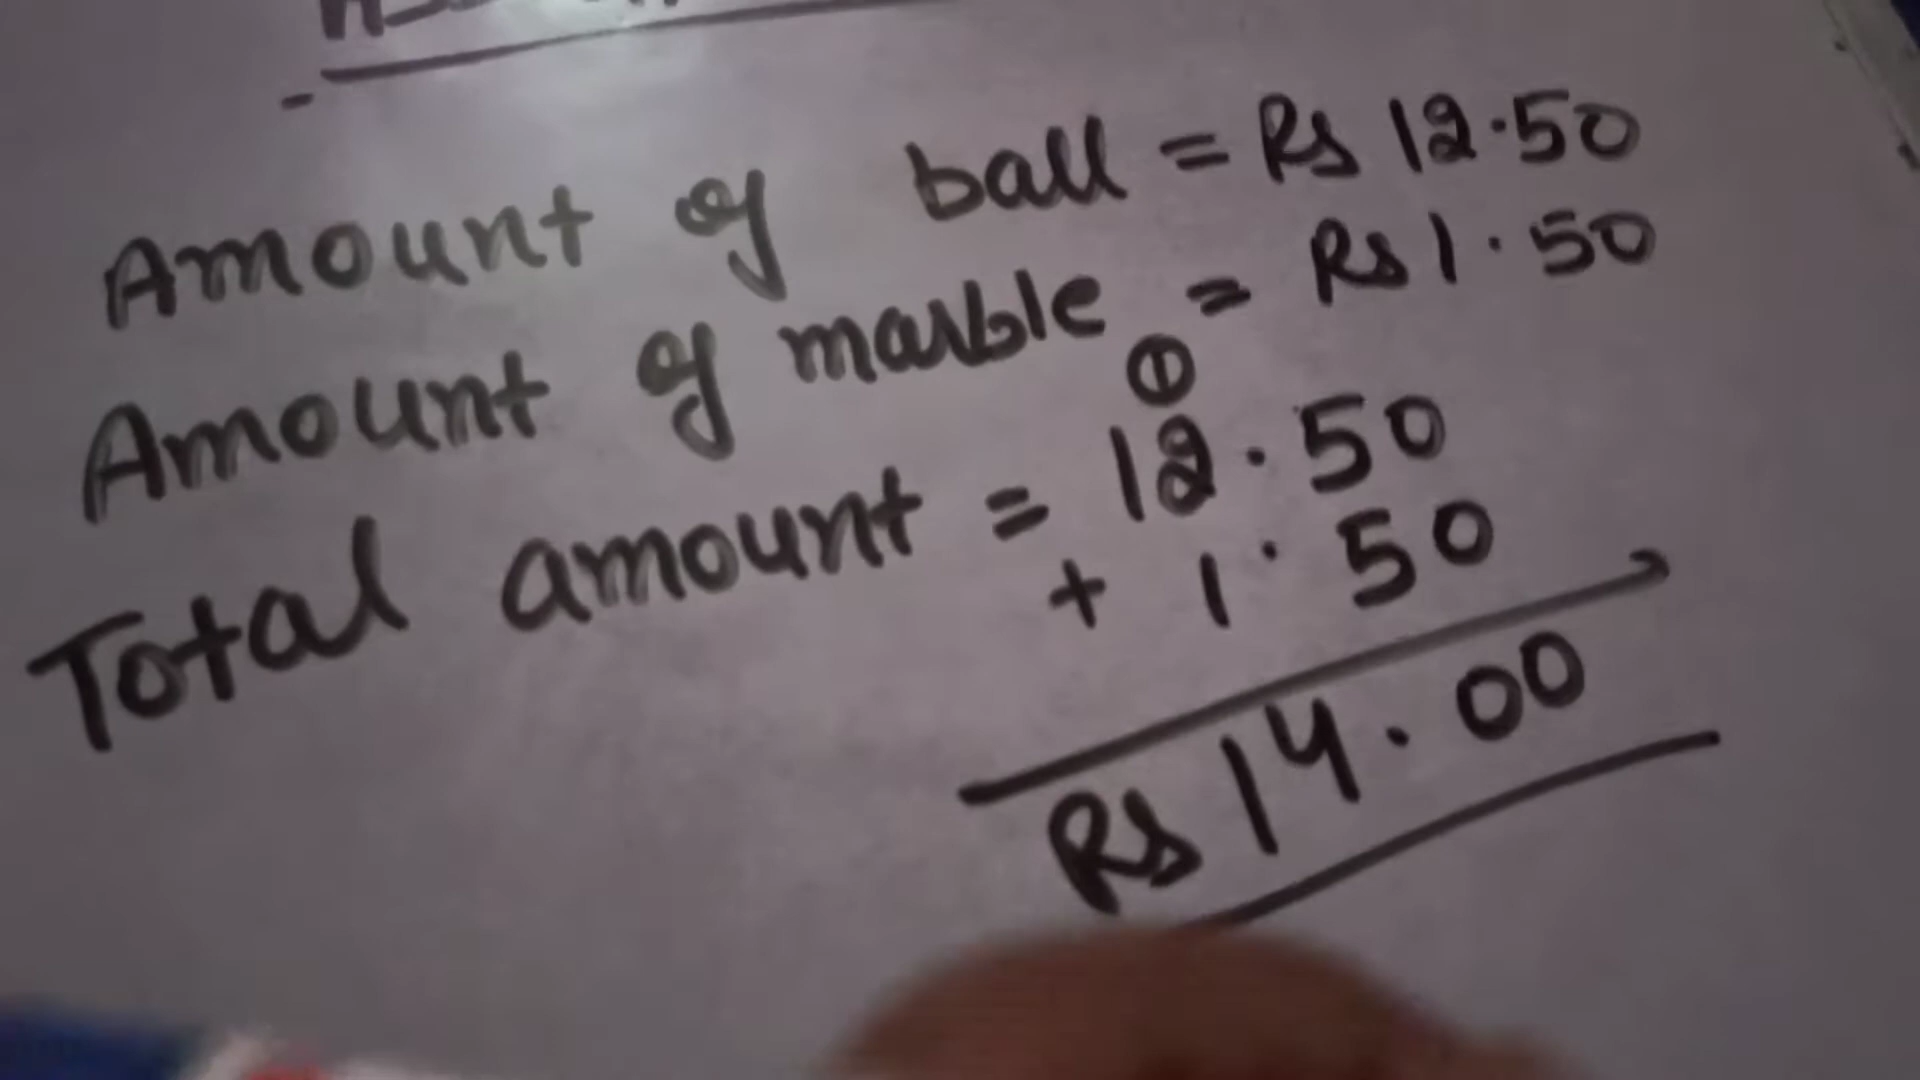 Amount of ball = Rs 12.50
Amount of marble = Rs 1.50
1
Total amount = 12.50
+ 1.50
Rs 14.00